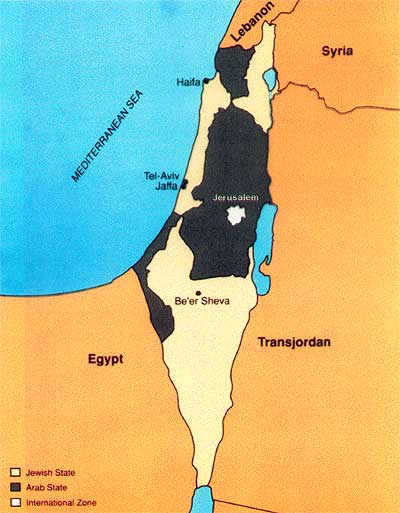 Lebanon
Syria
Haifa
MEDITERRANEAN SEA
Tel-Aviv
Jaffa
Jerusalem
Be'er Sheva
Egypt
Transjordan
Jewish State
Arab State
International Zone